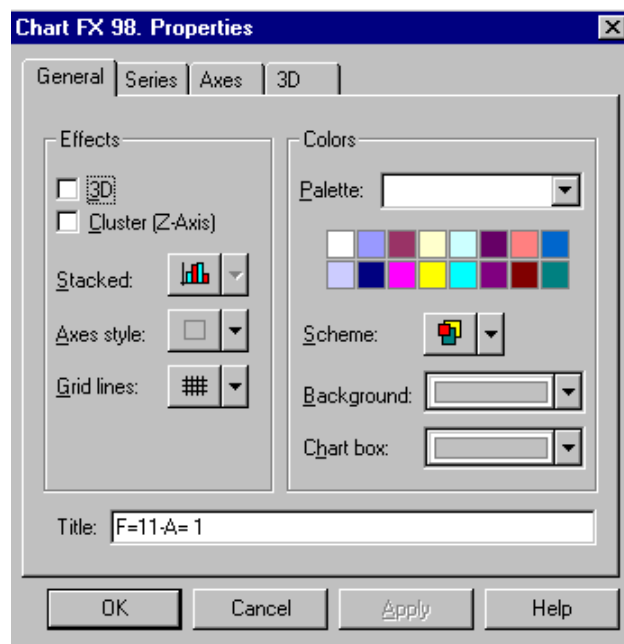 Chart FX 98. Properties
General Series Axes 3D
Effects
3D
Cluster (Z-Axis)
Stacked:
Axes style:
Grid lines:
Colors
Palette:
Scheme:
Background:
Chart box:
Title: F=11-A= 1
OK Cancel Apply Help